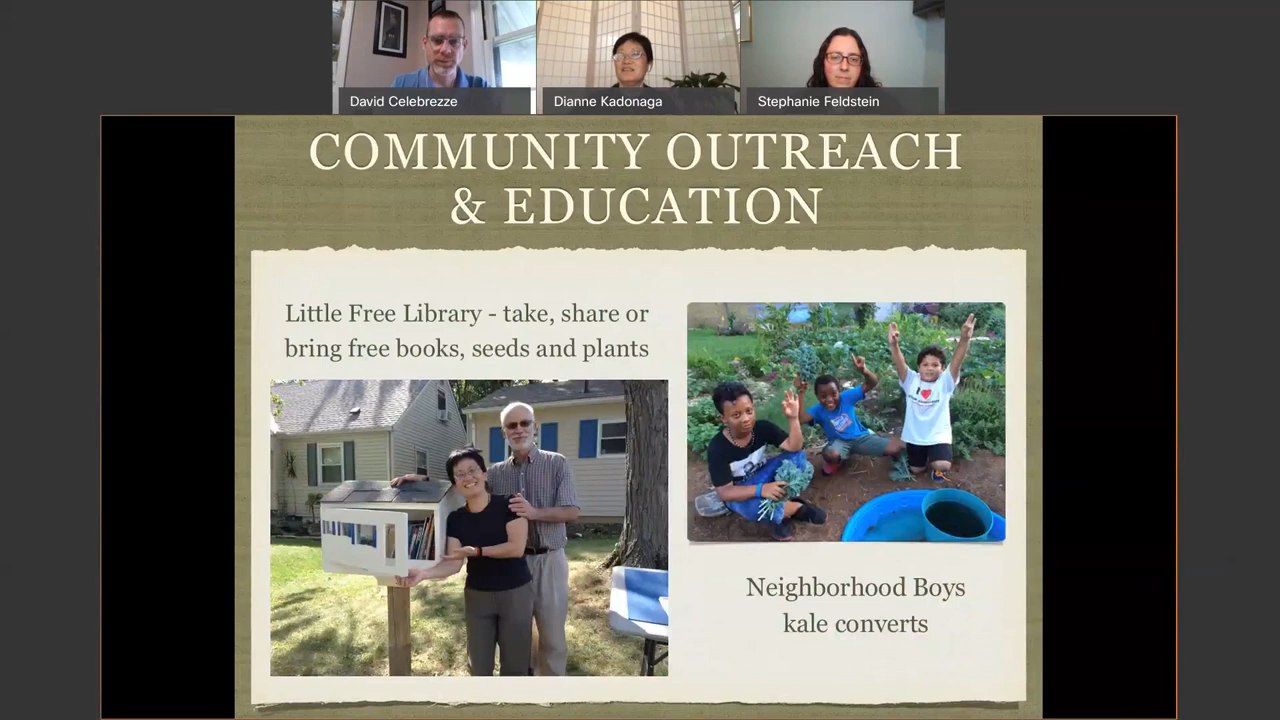 David Celebrezze
Dianne Kadonaga
Stephanie Feldstein
COMMUNITY OUTREACH
& EDUCATION
Little Free Library - take, share or
bring free books, seeds and plants
Neighborhood Boys
kale converts